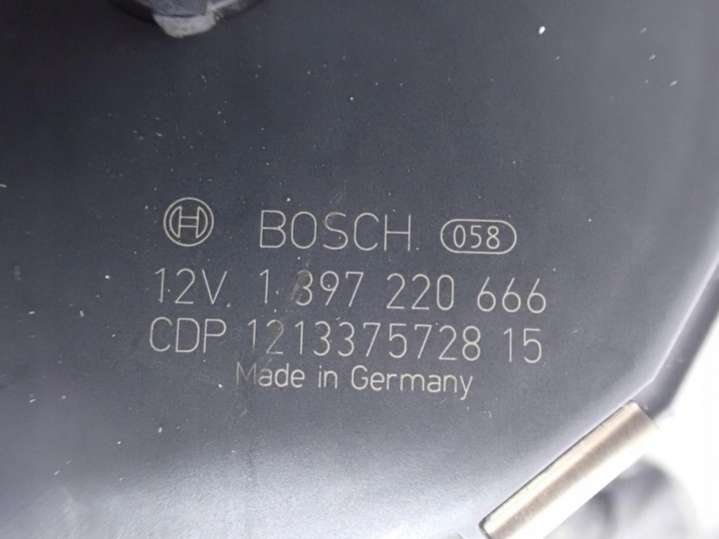 BOSCH 058
12V 1 397 220 666
CDP 1213375728 15
Made in Germany